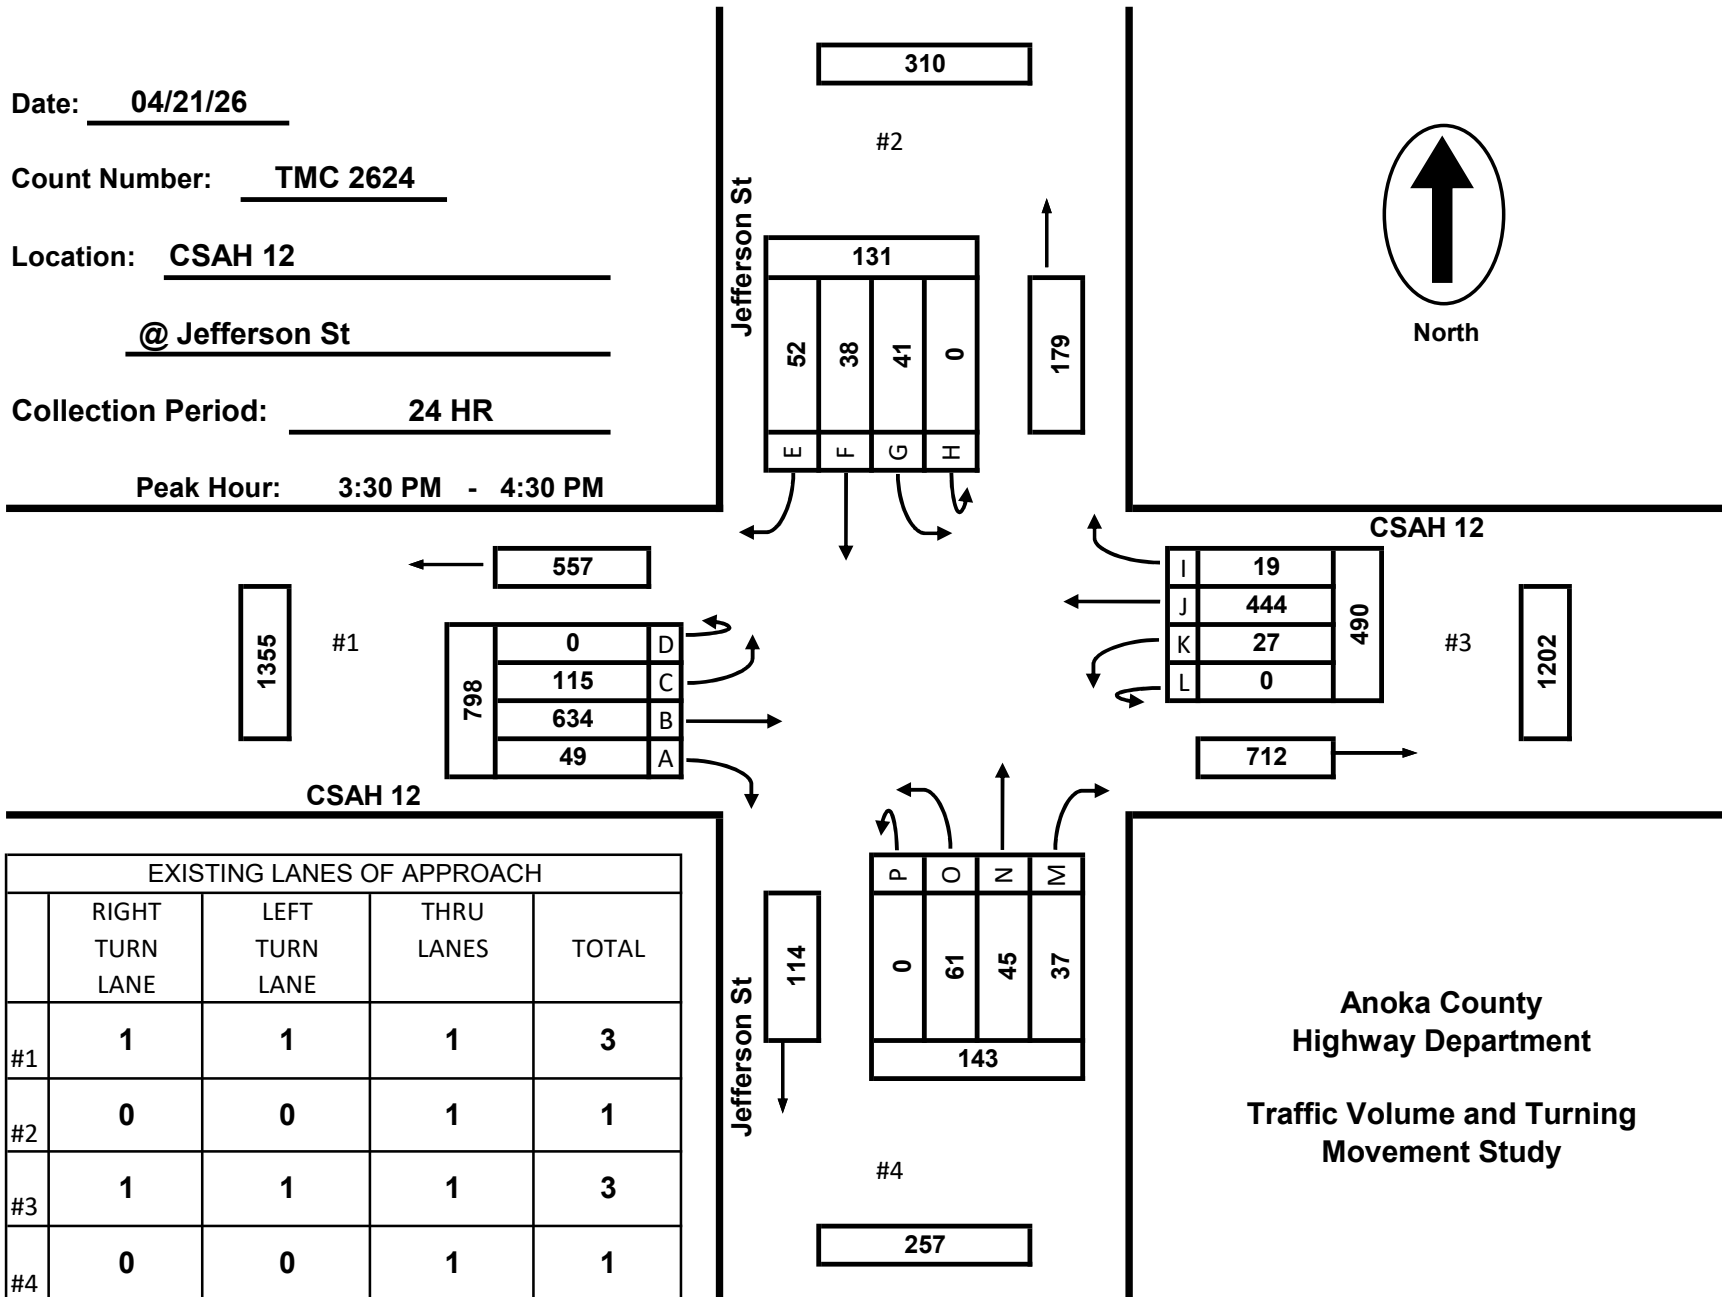 Date: 04/21/26
Count Number: TMC 2624
Location: CSAH 12
@ Jefferson St
Collection Period: 24 HR
Peak Hour: 3:30 PM - 4:30 PM
310
#2
Jefferson St
131
52 38 41 0
E F G H
179
North
CSAH 12
557
1355
#1
798
0 D
115 C
634 B
49 A
CSAH 12
I 19
J 444
K 27
L 0
490
#3
1202
712
P O N M
0 61 45 37
143
114
Jefferson St
#4
257
EXISTING LANES OF APPROACH
RIGHT TURN LANE LEFT TURN LANE THRU LANES TOTAL
#1 1 1 1 3
#2 0 0 1 1
#3 1 1 1 3
#4 0 0 1 1
Anoka County
Highway Department
Traffic Volume and Turning
Movement Study